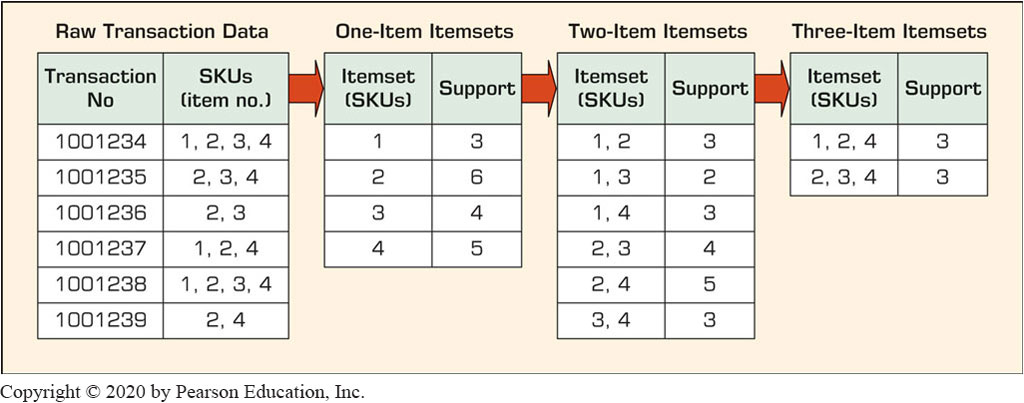 Raw Transaction Data
One-Item Itemsets
Two-Item Itemsets
Three-Item Itemsets
Transaction No
SKUs (item no.)
Itemset (SKUs)
Support
Itemset (SKUs)
Support
Itemset (SKUs)
Support
1001234
1, 2, 3, 4
1
3
1, 2
3
1, 2, 4
3
1001235
2, 3, 4
2
6
1, 3
2
2, 3, 4
3
1001236
2, 3
3
4
1, 4
3
1001237
1, 2, 4
4
5
2, 3
4
1001238
1, 2, 3, 4
2, 4
5
1001239
2, 4
3, 4
3
Copyright © 2020 by Pearson Education, Inc.